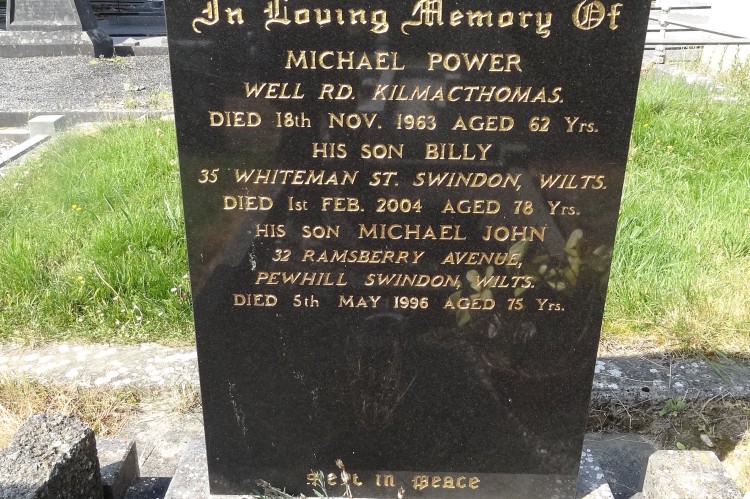 In Loving Memory Of
MICHAEL POWER
WELL RD. KILMACTHOMAS.
DIED 18th NOV. 1963 AGED 62 Yrs.
HIS SON BILLY
35 WHITEMAN ST. SWINDON, WILTS.
DIED 1st FEB. 2004 AGED 78 Yrs.
HIS SON MICHAEL JOHN
32 RAMSBERRY AVENUE,
PEWHILL SWINDON, WILTS.
DIED 5th MAY 1996 AGED 75 Yrs.
Rest in Peace